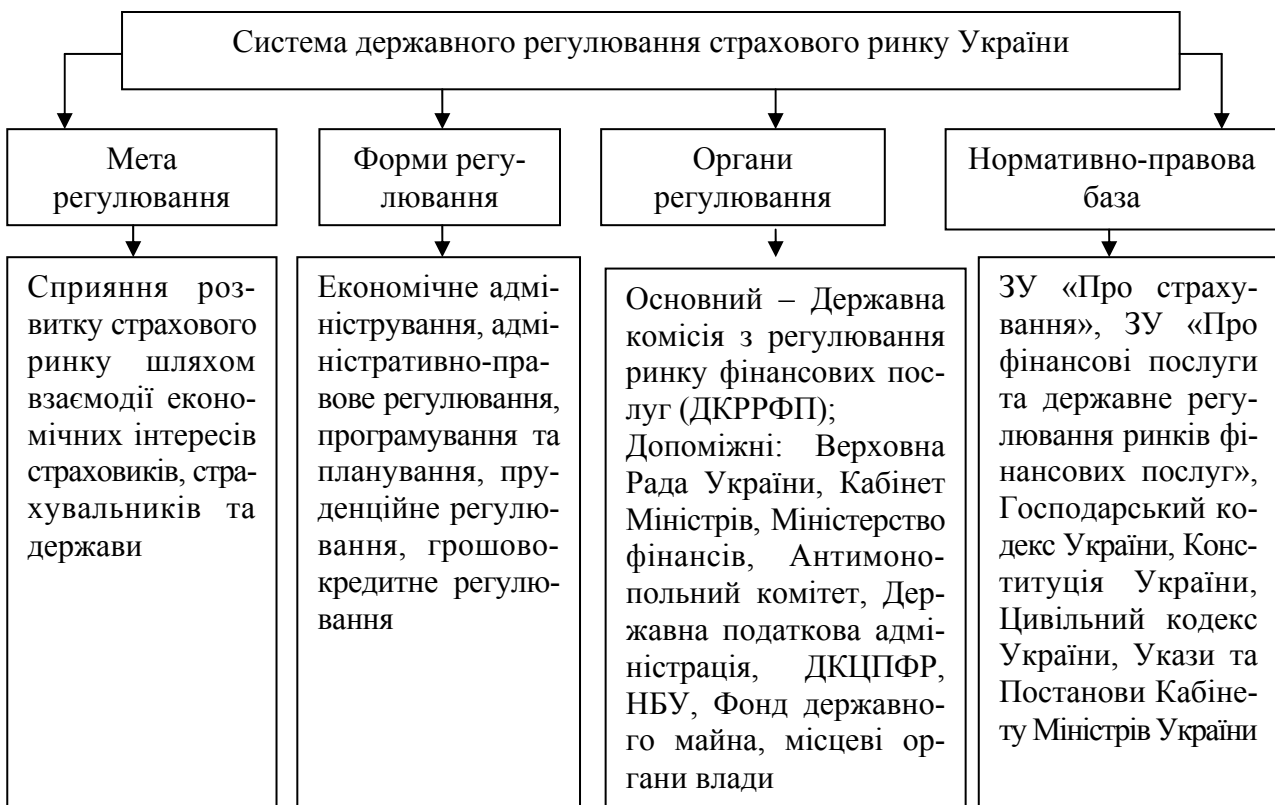 Система державного регулювання страхового ринку України
Мета
регулювання
Форми регу-
лювання
Органи
регулювання
Нормативно-правова
база
Сприяння роз-
витку страхового
ринку шляхом
взаємодії еконо-
мічних інтересів
страховиків, стра-
хувальників та
держави
Економічне адмі-
ністрування, адмі-
ністративно-пра-
вове регулювання,
програмування та
планування, пру-
денційне регулю-
вання, грошово-
кредитне регулю-
вання
Основний – Державна
комісія з регулювання
ринку фінансових пос-
луг (ДКРРФП);
Допоміжні: Верховна
Рада України, Кабінет
Міністрів, Міністерство
фінансів, Антимоно-
польний комітет, Дер-
жавна податкова адмі-
ністрація, ДКЦПФР,
НБУ, Фонд державно-
го майна, місцеві ор-
гани влади
ЗУ «Про страху-
вання», ЗУ «Про
фінансові послуги
та державне регу-
лювання ринків фі-
нансових послуг»,
Господарський ко-
декс України, Конс-
титуція України,
Цивільний кодекс
України, Укази та
Постанови Кабіне-
ту Міністрів України